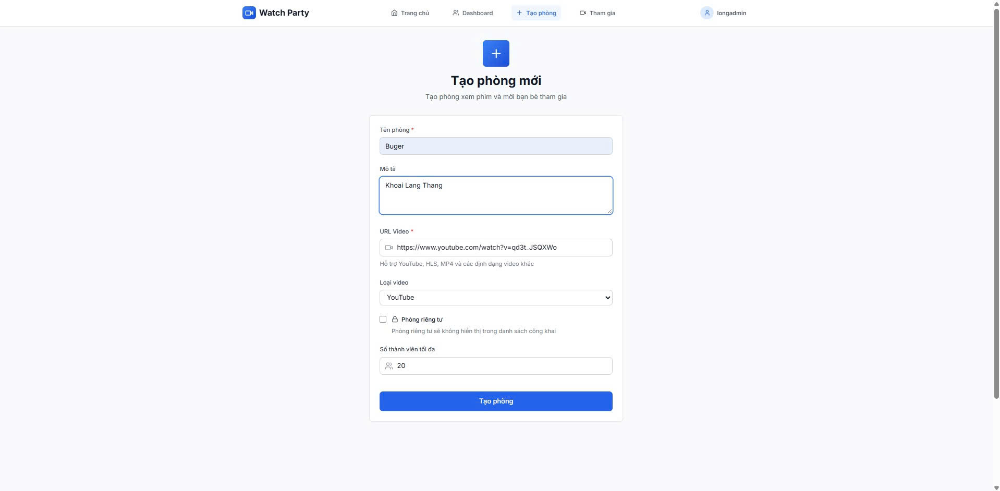 Watch Party
Trang chủ
Dashboard
Tạo phòng
Tham gia
longadmin
Tạo phòng mới
Tạo phòng xem phim và mời bạn bè tham gia
Tên phòng *
Buger
Mô tả
Khoai Lang Thang
URL Video *
https://www.youtube.com/watch?v=qd3t_JSQXWo
Hỗ trợ YouTube, HLS, MP4 và các định dạng video khác
Loại video
YouTube
Phòng riêng tư
Phòng riêng tư sẽ không hiển thị trong danh sách công khai
Số thành viên tối đa
20
Tạo phòng